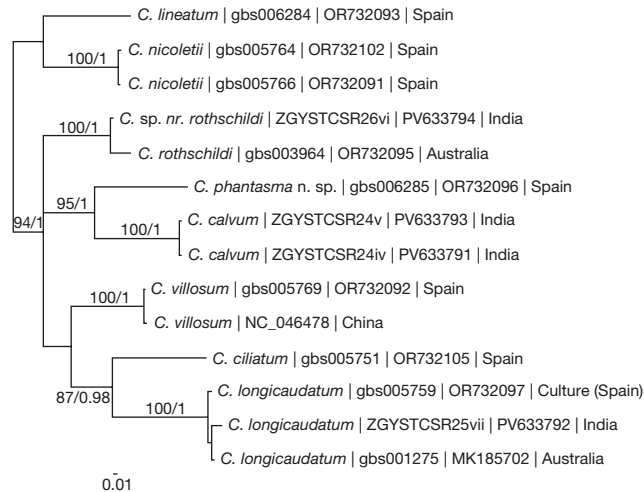 C. lineatum | gbs006284 | OR732093 | Spain
C. nicoletii | gbs005764 | OR732102 | Spain
100/1
C. nicoletii | gbs005766 | OR732091 | Spain
C. sp. nr. rothschildi | ZGYSTCSR26vi | PV633794 | India
100/1
C. rothschildi | gbs003964 | OR732095 | Australia
C. phantasma n. sp. | gbs006285 | OR732096 | Spain
95/1
94/1
C. calvum | ZGYSTCSR24v | PV633793 | India
100/1
C. calvum | ZGYSTCSR24iv | PV633791 | India
C. villosum | gbs005769 | OR732092 | Spain
100/1
C. villosum | NC_046478 | China
C. ciliatum | gbs005751 | OR732105 | Spain
87/0.98
C. longicaudatum | gbs005759 | OR732097 | Culture (Spain)
100/1
C. longicaudatum | ZGYSTCSR25vii | PV633792 | India
C. longicaudatum | gbs001275 | MK185702 | Australia
0.01